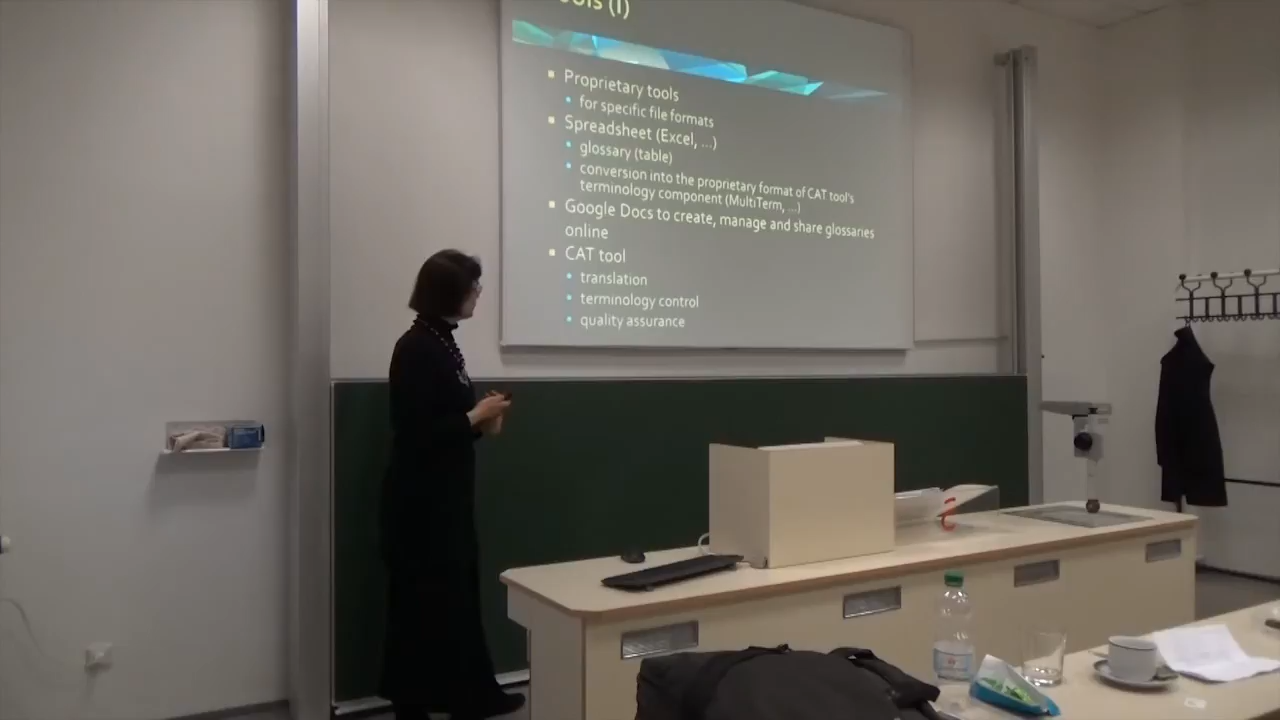 (I)
Proprietary tools
for specific file formats
Spreadsheet (Excel, ...)
glossary (table)
conversion into the proprietary format of CAT tool's
terminology component (MultiTerm, ...)
Google Docs to create, manage and share glossaries
online
CAT tool
translation
terminology control
quality assurance